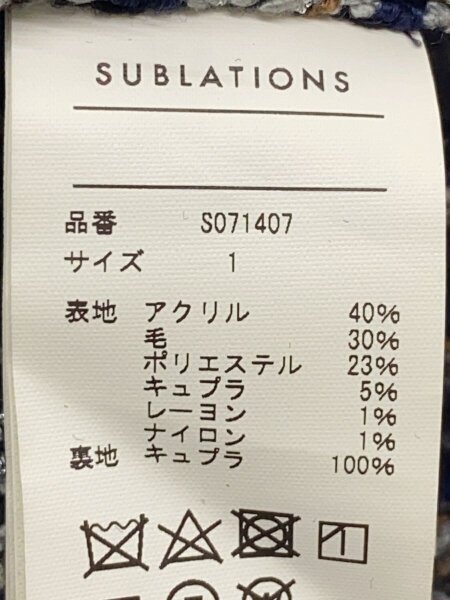 SUBLATIONS
品番 S071407
サイズ 1
表地 アクリル 40%
毛 30%
ポリエステル 23%
キュプラ 5%
レーヨン 1%
ナイロン 1%
裏地 キュプラ 100%